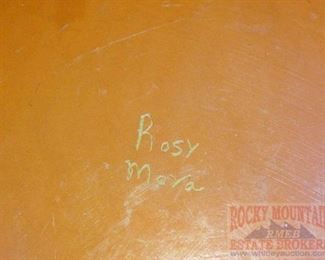 Rosy
Mora
ROCKY MOUNTAIN
RMEB
ESTATE BROKERS
www.whitleyauction.com